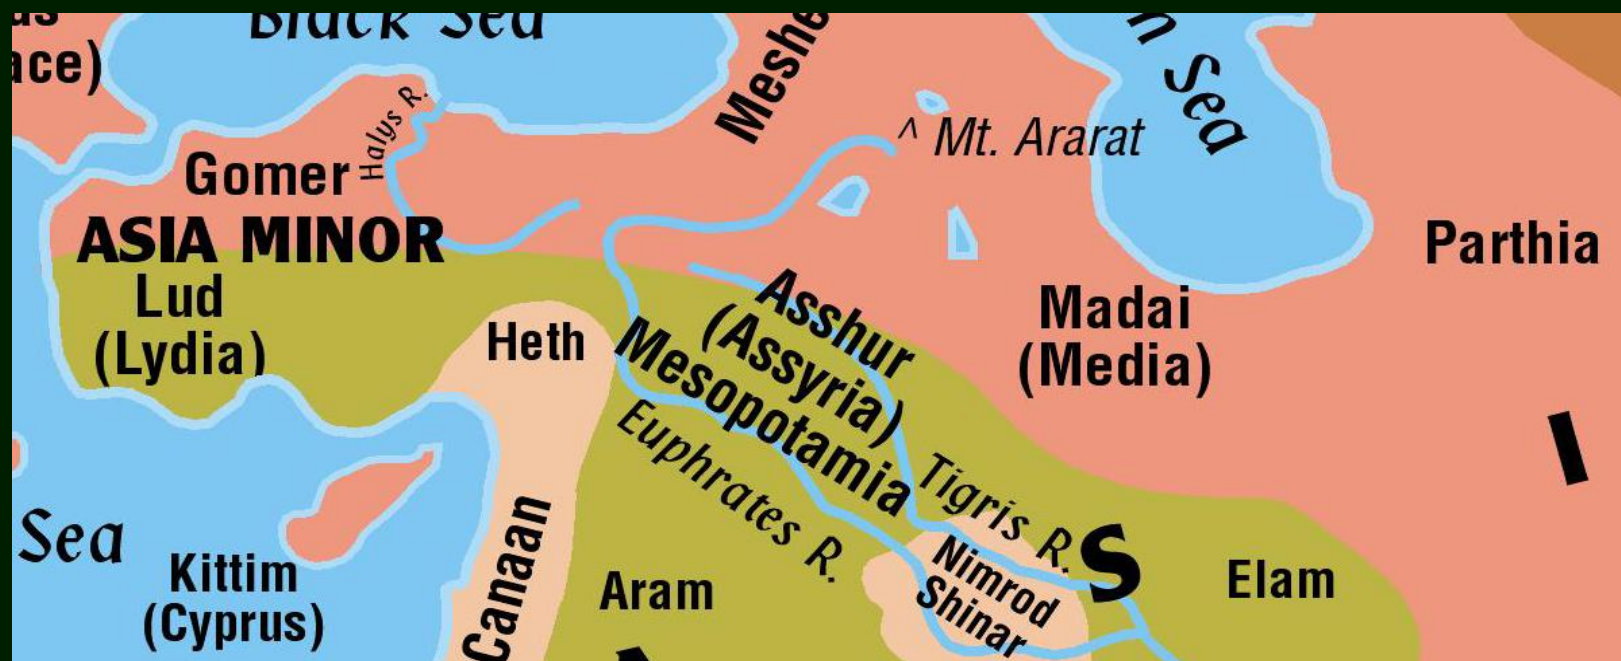 ace)
Black Sea
Meshe
n Sea
Halys R.
^ Mt. Ararat
Gomer
ASIA MINOR
Parthia
Lud
(Lydia)
Heth
Asshur
(Assyria)
Mesopotamia
Madai
(Media)
Euphrates R.
Tigris R.
I
S
Sea
Kittim
(Cyprus)
Canaan
Aram
Nimrod
Shinar
Elam